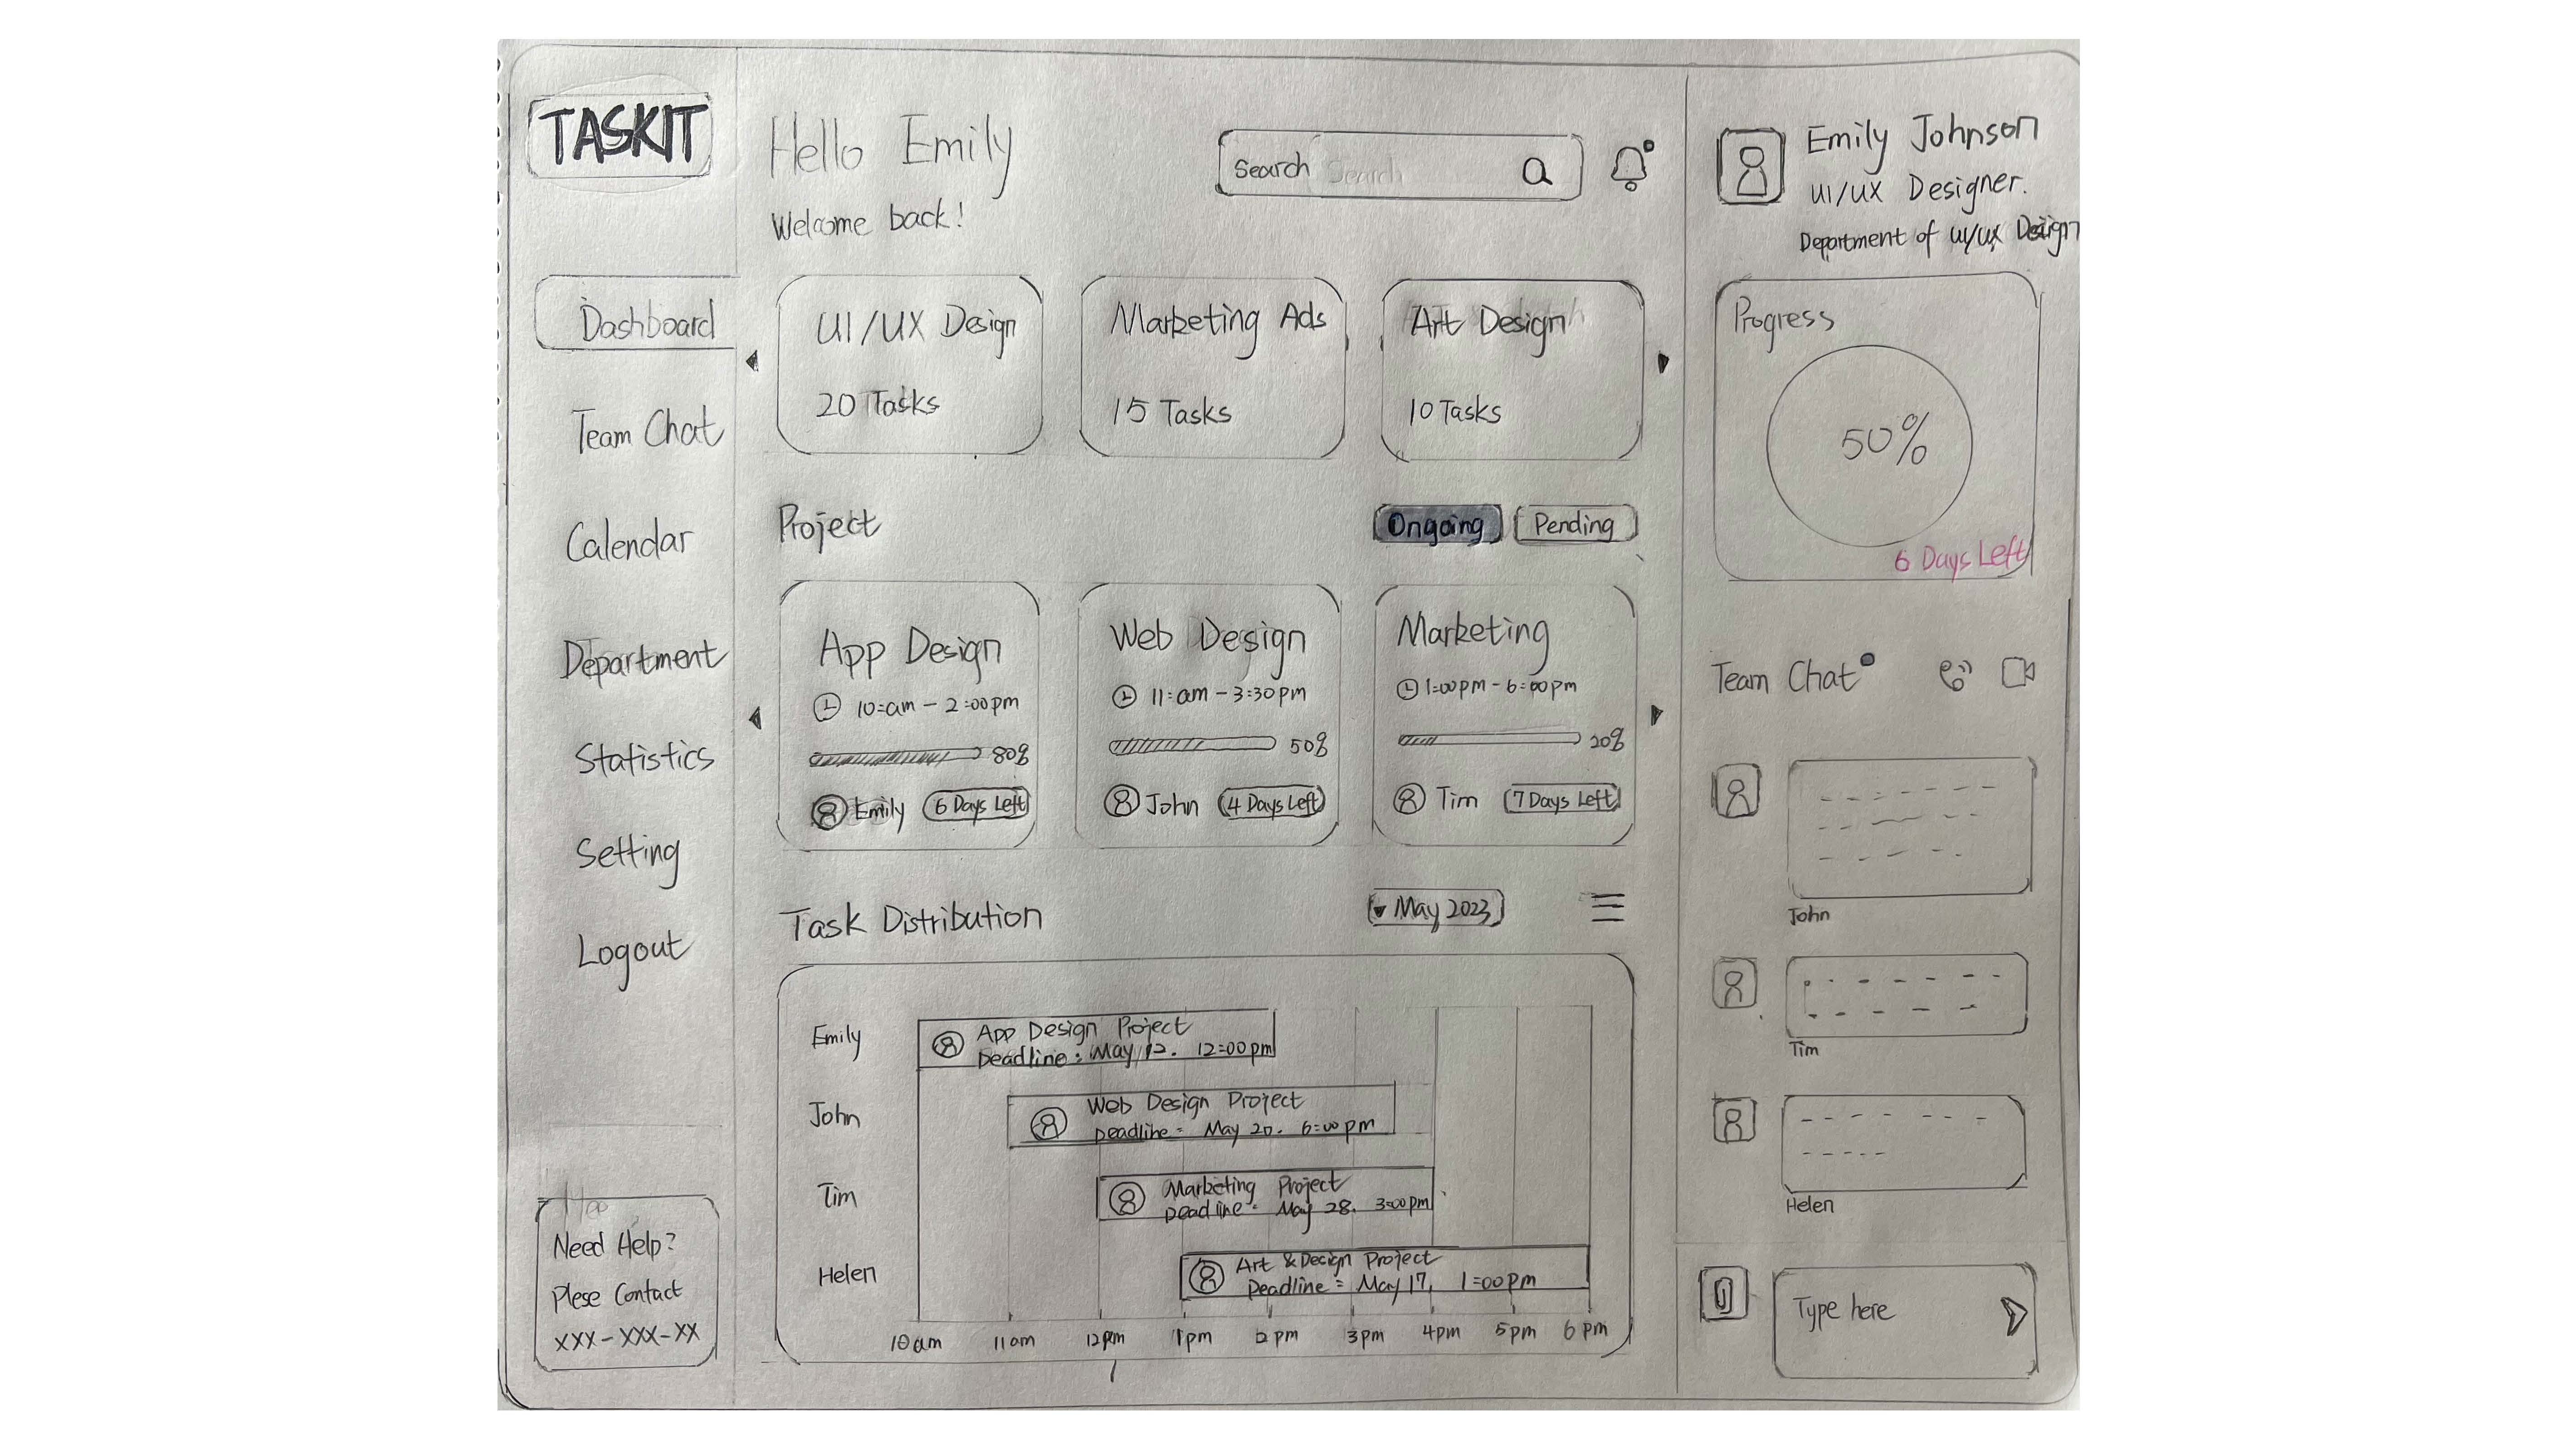 TASKIT
Dashboard
Team Chat
Calendar
Department
Statistics
Setting
Logout
Need Help?
Plese Contact
XXX-XXX-XX
Hello Emily
Welcome back!
Search Search
UI/UX Design
20 Tasks
Marketing Ads
15 Tasks
Art Design
10 Tasks
Project
Ongoing
Pending
App Design
10:am - 2:00pm
80%
Emily
6 Days Left
Web Design
11:am - 3:30pm
50%
John
4 Days Left
Marketing
1:00pm - 6:00pm
20%
Tim
7 Days Left
Task Distribution
May 2023
Emily
App Design Project
Deadline: May 12. 12:00pm
John
Web Design Project
Deadline: May 20. 6:00pm
Tim
Marketing Project
Deadline: May 28. 3:00pm
Helen
Art & Design Project
Deadline: May 17, 1:00pm
10am 11am 12pm 1pm 2pm 3pm 4pm 5pm 6pm
Emily Johnson
UI/UX Designer.
Department of UI/UX Design
Progress
50%
6 Days Left
Team Chat
John
Tim
Helen
Type here